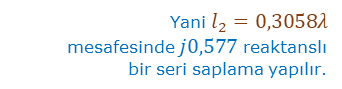 Yani l₂ = 0,3058λ
mesafesinde j0,577 reaktanslı
bir seri saplama yapılır.